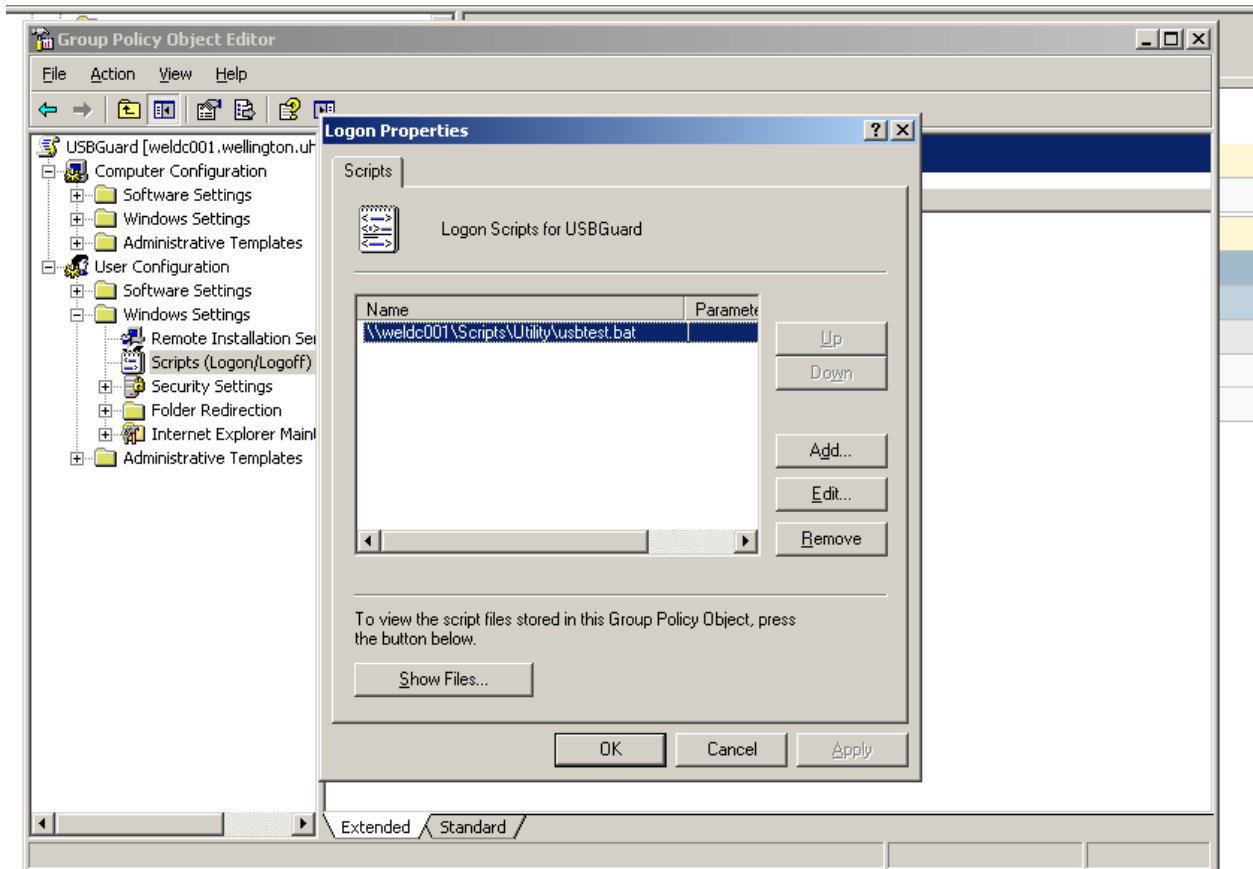 Group Policy Object Editor
File Action View Help
USBGuard [weldc001.wellington.uh
Computer Configuration
Software Settings
Windows Settings
Administrative Templates
User Configuration
Software Settings
Windows Settings
Remote Installation Ser
Scripts (Logon/Logoff)
Security Settings
Folder Redirection
Internet Explorer Maint
Administrative Templates
Logon Properties
Scripts
Logon Scripts for USBGuard
Name Paramete
\\weldc001\Scripts\Utility\usbtest.bat
Up
Down
Add...
Edit...
Remove
To view the script files stored in this Group Policy Object, press
the button below.
Show Files...
OK Cancel Apply
Extended Standard